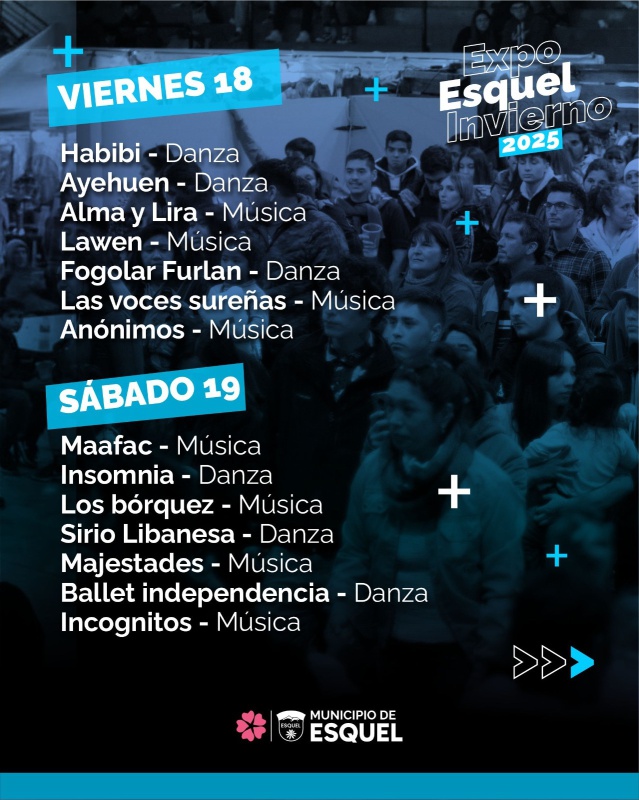 VIERNES 18
Expo
Esquel
Invierno
2025
Habibi - Danza
Ayehuen - Danza
Alma y Lira - Música
Lawen - Música
Fogolar Furlan - Danza
Las voces sureñas - Música
Anónimos - Música
SÁBADO 19
Maafac - Música
Insomnia - Danza
Los bórquez - Música
Sirio Libanesa - Danza
Majestades - Música
Ballet independencia - Danza
Incognitos - Música
ESQUEL
MUNICIPIO DE
ESQUEL